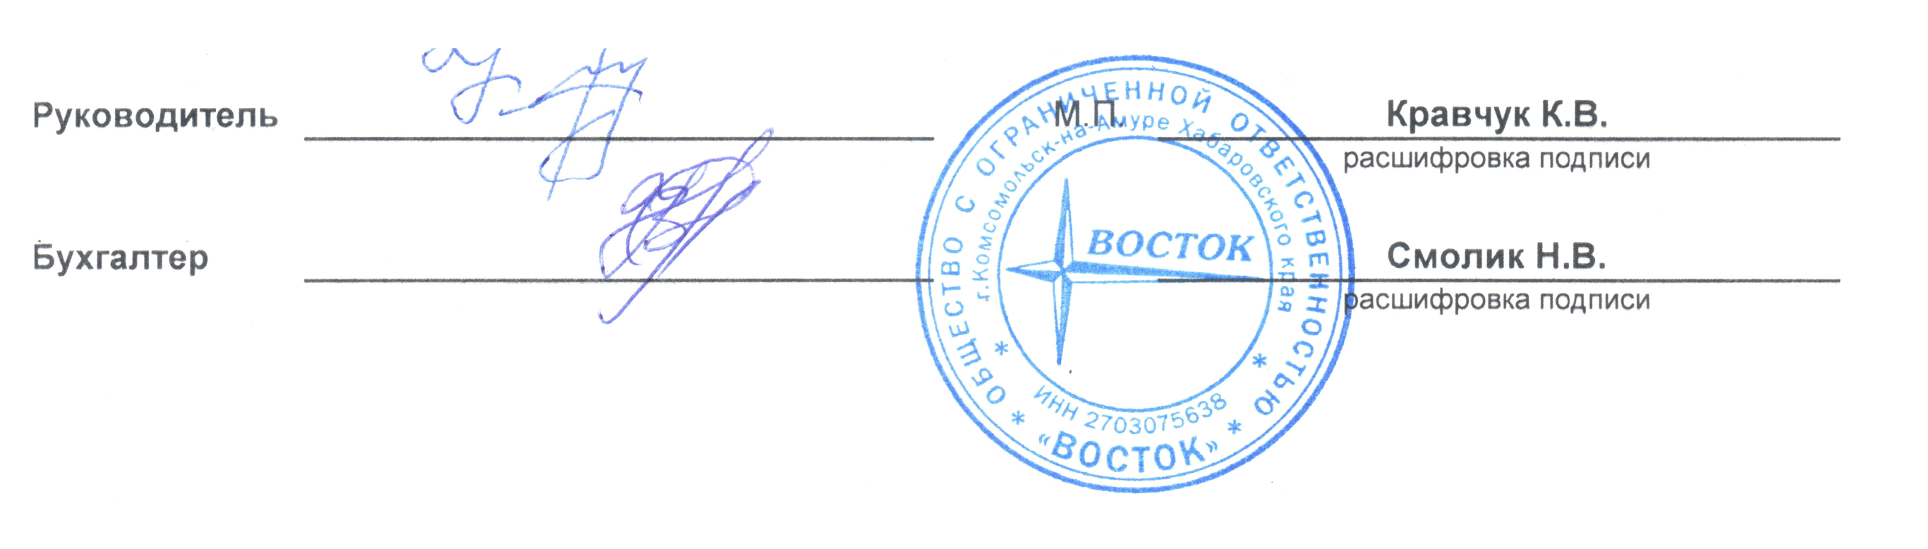 Руководитель М.П. Кравчук К.В.
расшифровка подписи
Бухгалтер Смолик Н.В.
расшифровка подписи
ОБЩЕСТВО С ОГРАНИЧЕННОЙ ОТВЕТСТВЕННОСТЬЮ
г.Комсомольск-на-Амуре Хабаровского края
ВОСТОК
ИНН 2703075638
* «ВОСТОК» *